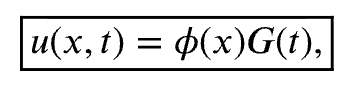 u(x, t) = ϕ(x)G(t),